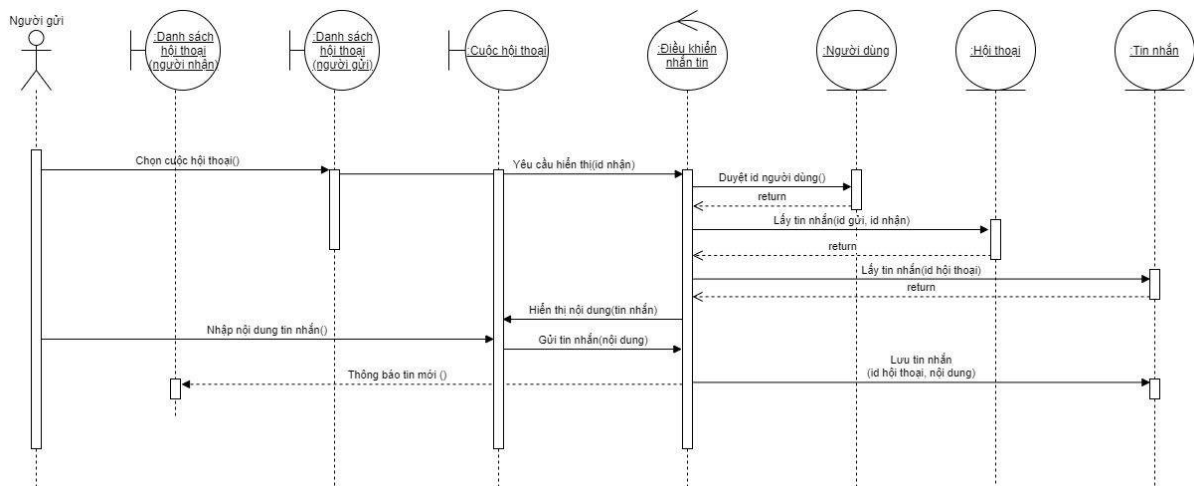 Người gửi
:Danh sách
hội thoại
(người nhận)
:Danh sách
hội thoại
(người gửi)
:Cuộc hội thoại
:Điều khiển
nhắn tin
:Người dùng
:Hội thoại
:Tin nhắn
Chọn cuộc hội thoại()
Yêu cầu hiển thị(id nhận)
Duyệt id người dùng()
return
Lấy tin nhắn(id gửi, id nhận)
return
Lấy tin nhắn(id hội thoại)
return
Hiển thị nội dung(tin nhắn)
Nhập nội dung tin nhắn()
Gửi tin nhắn(nội dung)
Thông báo tin mới ()
Lưu tin nhắn
(id hội thoại, nội dung)